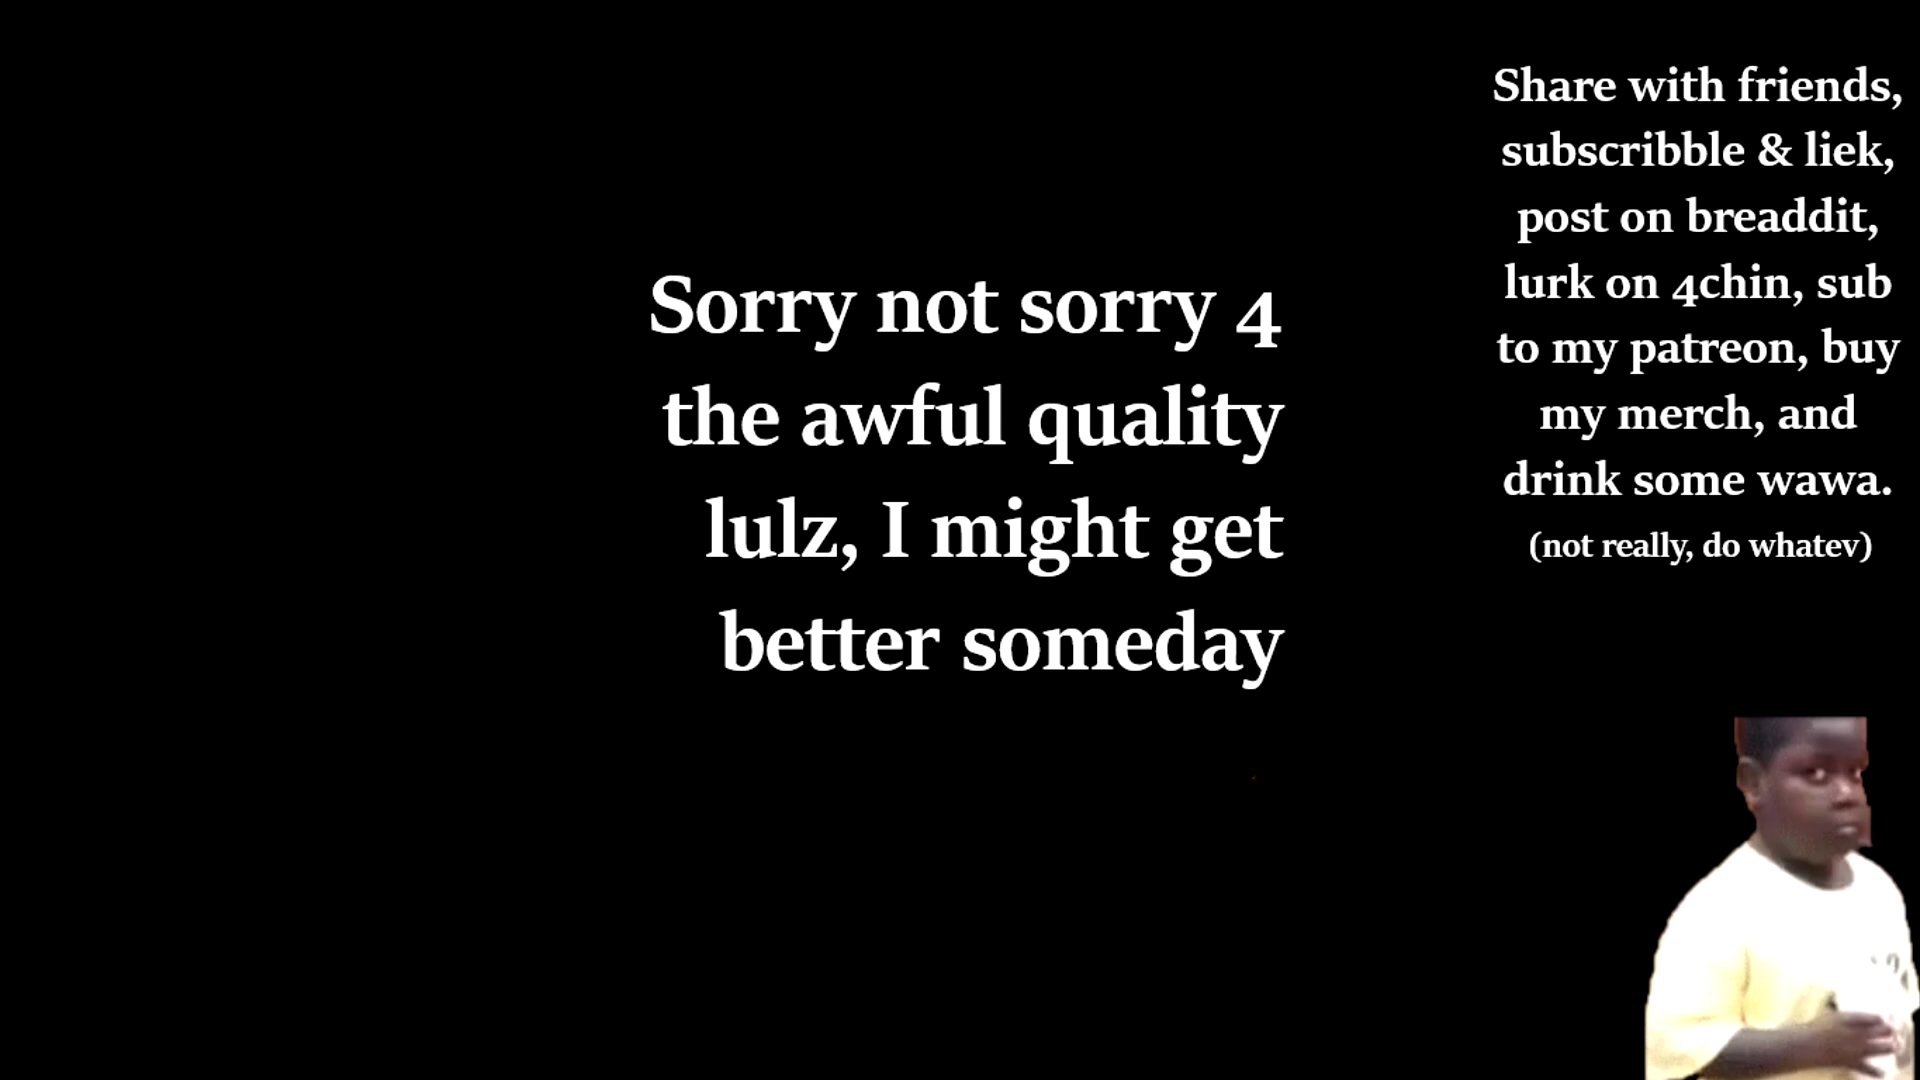 Sorry not sorry 4
the awful quality
lulz, I might get
better someday
Share with friends,
subscribble & liek,
post on breaddit,
lurk on 4chin, sub
to my patreon, buy
my merch, and
drink some wawa.
(not really, do whatev)